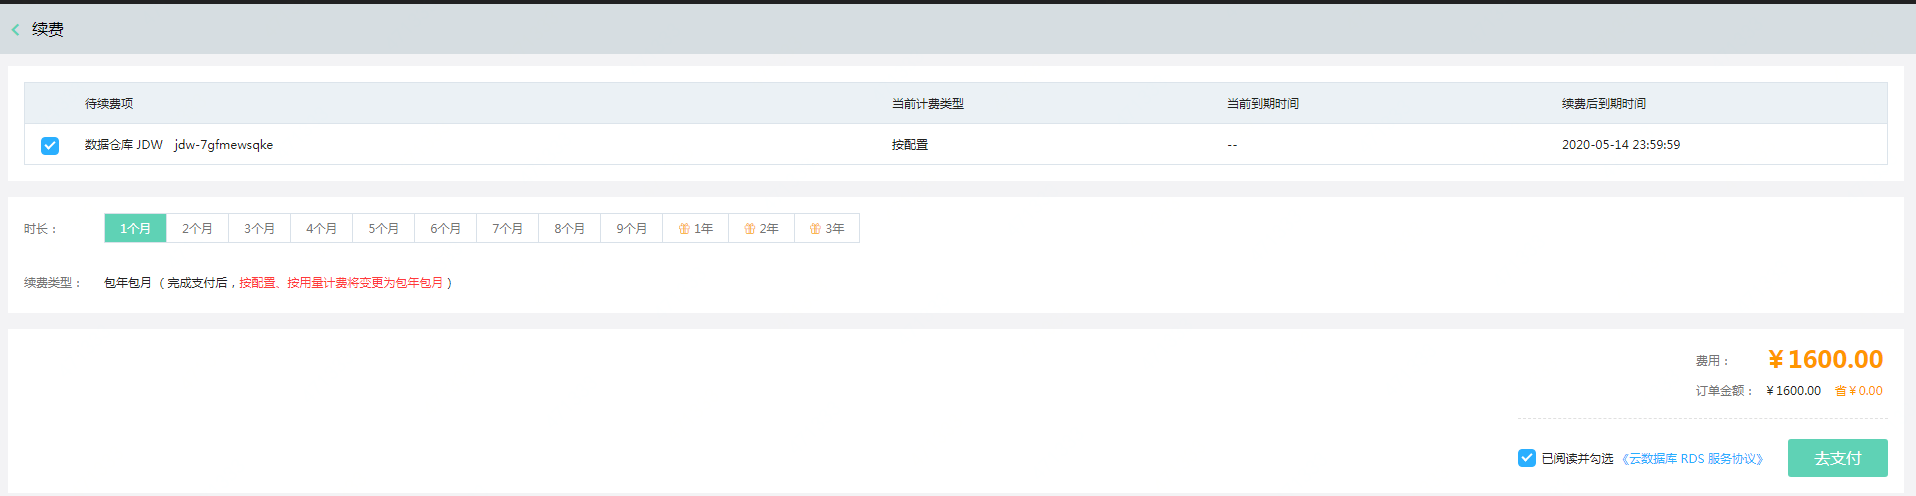 续费
待续费项 当前计费类型 当前到期时间 续费后到期时间
数据仓库 JDW jdw-7gfmewsqke 按配置 -- 2020-05-14 23:59:59
时长： 1个月 2个月 3个月 4个月 5个月 6个月 7个月 8个月 9个月 1年 2年 3年
续费类型： 包年包月 （完成支付后，按配置、按用量计费将变更为包年包月）
费用： ¥1600.00
订单金额： ¥1600.00 省¥0.00
已阅读并勾选 《云数据库 RDS 服务协议》 去支付